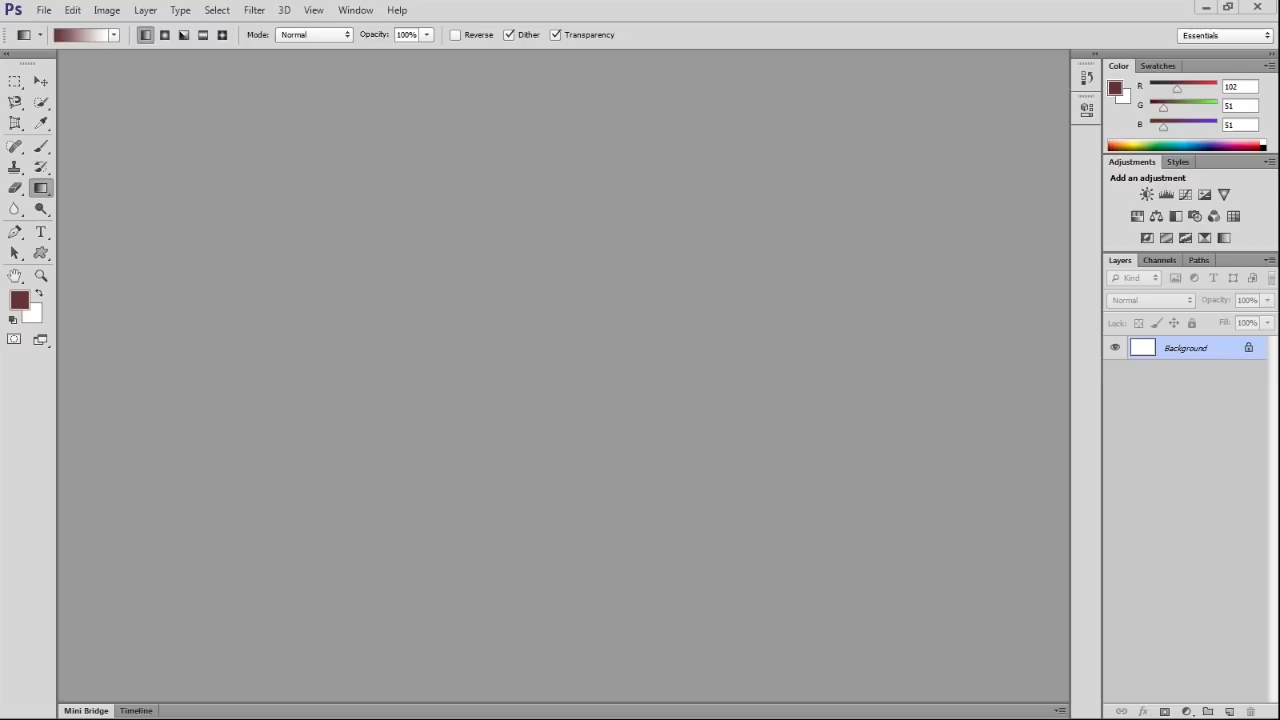 Ps File Edit Image Layer Type Select Filter 3D View Window Help
Mode: Normal Opacity: 100% Reverse Dither Transparency Essentials
Color Swatches
R 102
G 51
B 51
Adjustments Styles
Add an adjustment
Layers Channels Paths
Kind
Normal Opacity: 100%
Lock: Fill: 100%
Background
Mini Bridge Timeline